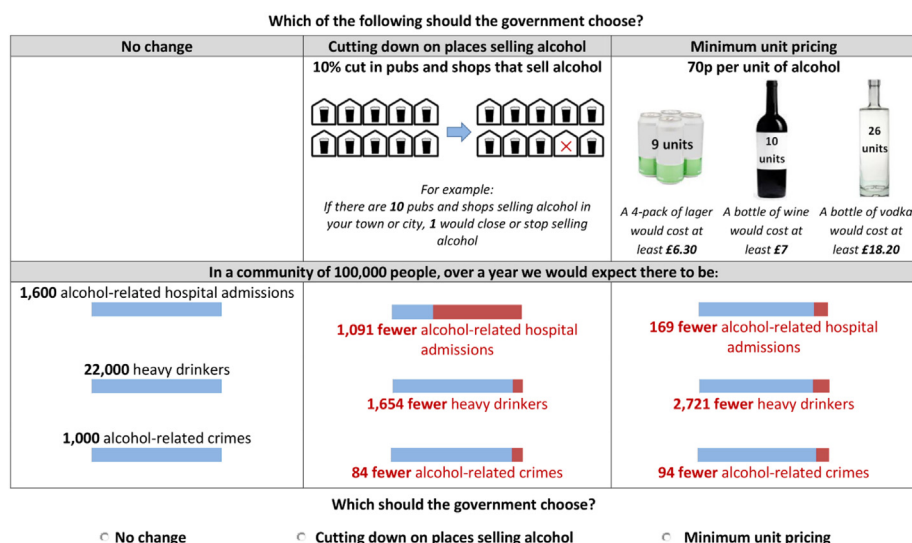 Which of the following should the government choose?
No change
Cutting down on places selling alcohol
Minimum unit pricing
10% cut in pubs and shops that sell alcohol
For example:
If there are 10 pubs and shops selling alcohol in
your town or city, 1 would close or stop selling
alcohol
70p per unit of alcohol
9 units
10
units
26
units
A 4-pack of lager
would cost at
least £6.30
A bottle of wine
would cost at
least £7
A bottle of vodka
would cost at
least £18.20
In a community of 100,000 people, over a year we would expect there to be:
1,600 alcohol-related hospital admissions
1,091 fewer alcohol-related hospital
admissions
169 fewer alcohol-related hospital
admissions
22,000 heavy drinkers
1,654 fewer heavy drinkers
2,721 fewer heavy drinkers
1,000 alcohol-related crimes
84 fewer alcohol-related crimes
94 fewer alcohol-related crimes
Which should the government choose?
No change
Cutting down on places selling alcohol
Minimum unit pricing